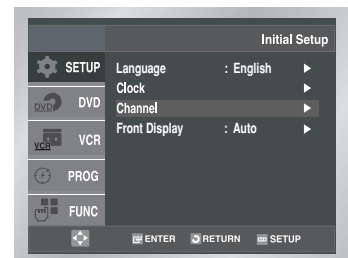 Initial Setup
SETUP
Language : English ►
Clock ►
DVD DVD
Channel ►
Front Display : Auto ►
VCR VCR
PROG
FUNC
ENTER RETURN SETUP